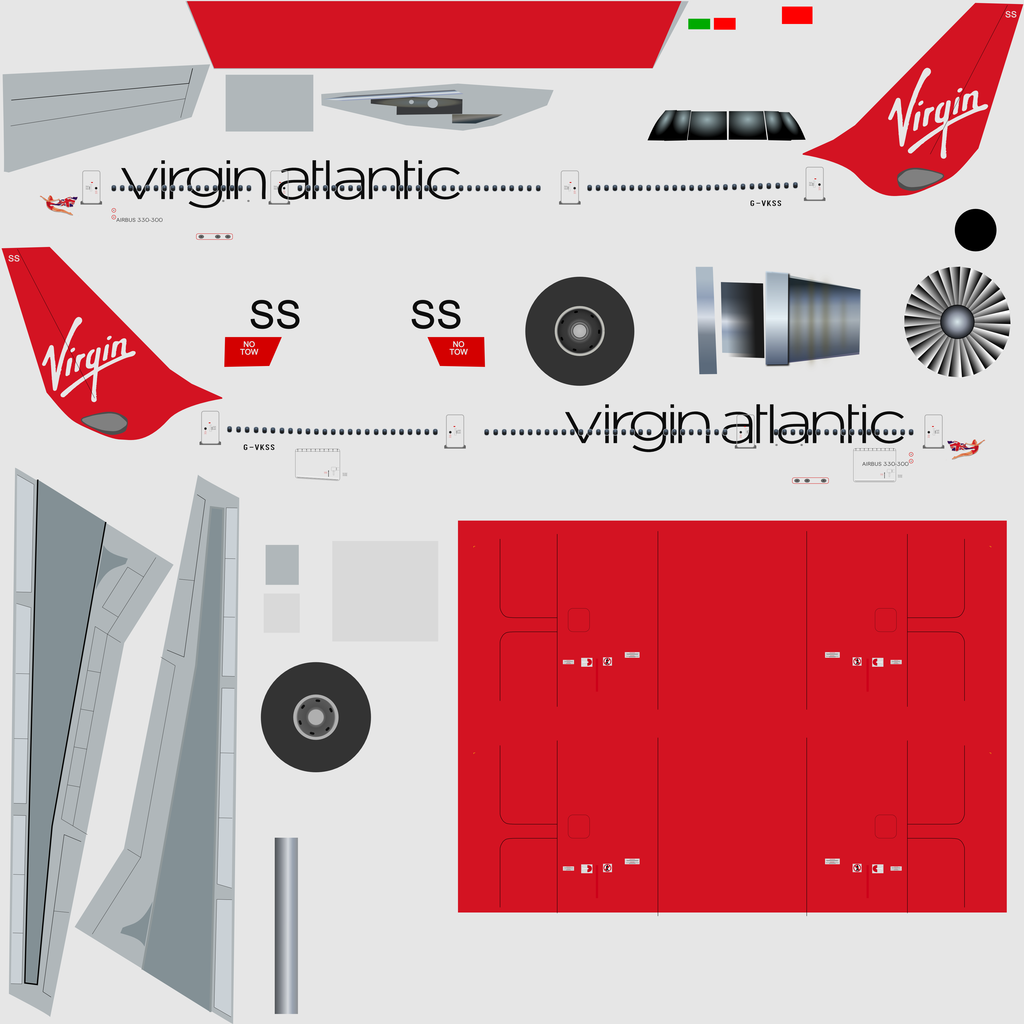 SS
Virgin
virgin atlantic
G-VKSS
AIRBUS 330-300
SS
Virgin
SS
SS
NO
TOW
NO
TOW
virgin atlantic
G-VKSS
AIRBUS 330-300